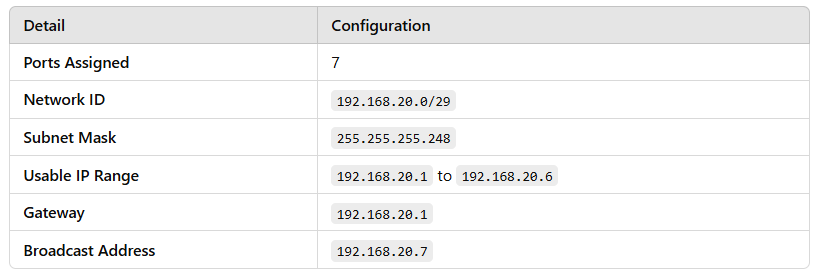 Detail Configuration
Ports Assigned 7
Network ID 192.168.20.0/29
Subnet Mask 255.255.255.248
Usable IP Range 192.168.20.1 to 192.168.20.6
Gateway 192.168.20.1
Broadcast Address 192.168.20.7